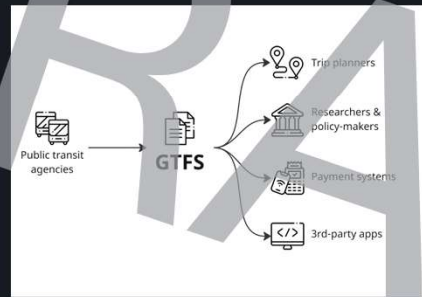 Trip planners
Researchers &
policy-makers
Public transit
agencies
GTFS
Payment systems
3rd-party apps